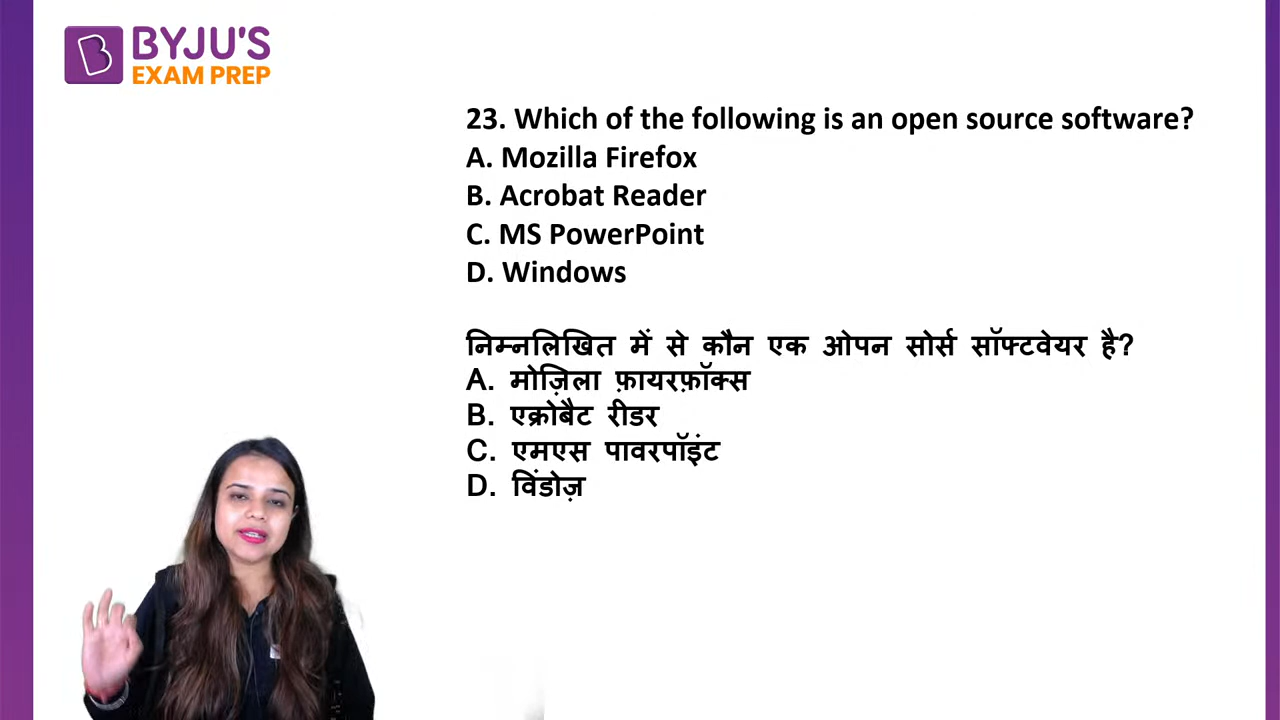 BYJU'S
EXAM PREP
23. Which of the following is an open source software?
A. Mozilla Firefox
B. Acrobat Reader
C. MS PowerPoint
D. Windows
निम्नलिखित में से कौन एक ओपन सोर्स सॉफ्टवेयर है?
A. मोज़िला फ़ायरफ़ॉक्स
B. एक्रोबैट रीडर
C. एमएस पावरपॉइंट
D. विंडोज़